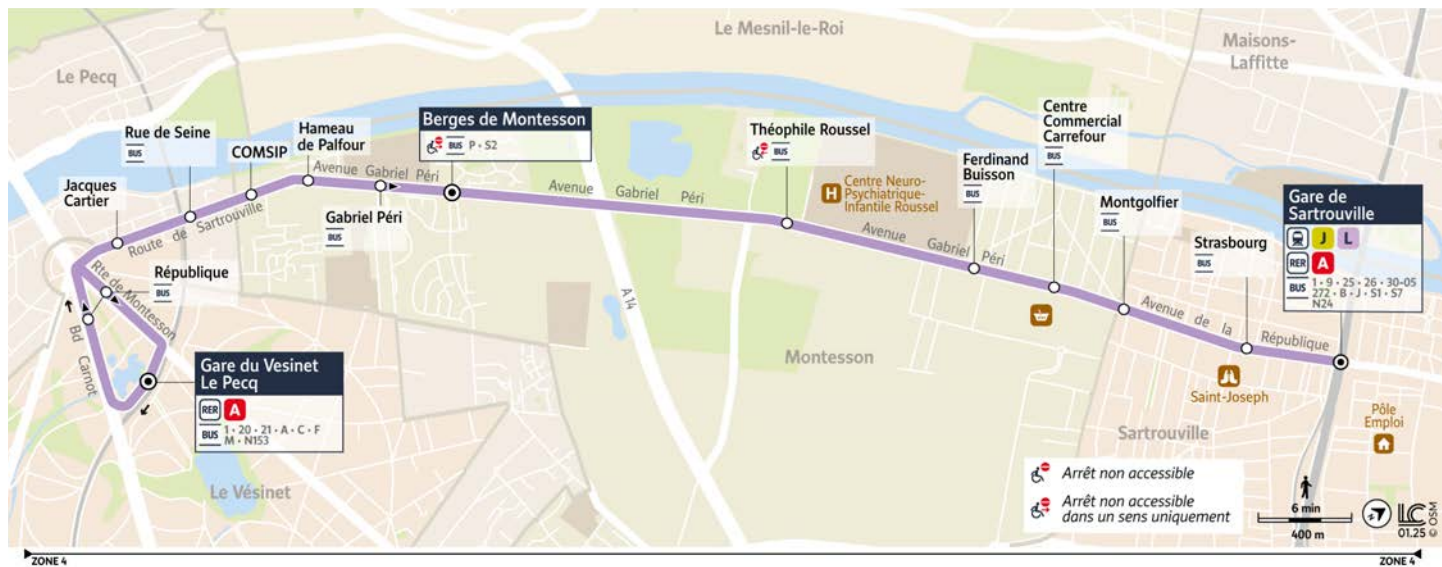 Le Mesnil-le-Roi
Maisons-
Laffitte
Le Pecq
Rue de Seine
BUS
COMSIP
Hameau
de Palfour
Berges de Montesson
BUS P • S2
Théophile Roussel
BUS
Centre
Commercial
Carrefour
BUS
Ferdinand
Buisson
BUS
Jacques
Cartier
Avenue Gabriel Péri
Avenue Gabriel Péri
Avenue Gabriel Péri
H
Centre Neuro-
Psychiatrique-
Infantile Roussel
Montgolfier
BUS
Gare de
Sartrouville
J L
RER A
BUS 1 • 9 • 25 • 26 • 30-05
272 • B • J • S1 • S7
N24
Gabriel Péri
BUS
Route de Sartrouville
Strasbourg
BUS
République
BUS
Rte de Montesson
Bd Carnot
A 14
Avenue de la République
Montesson
Gare du Vesinet
Le Pecq
RER A
BUS 1 • 20 • 21 • A • C • F
M • N153
Saint-Joseph
Pôle
Emploi
Sartrouville
Le Vésinet
Arrêt non accessible
Arrêt non accessible
dans un sens uniquement
6 min
400 m
LC
01.25
© OSM
ZONE 4
ZONE 4